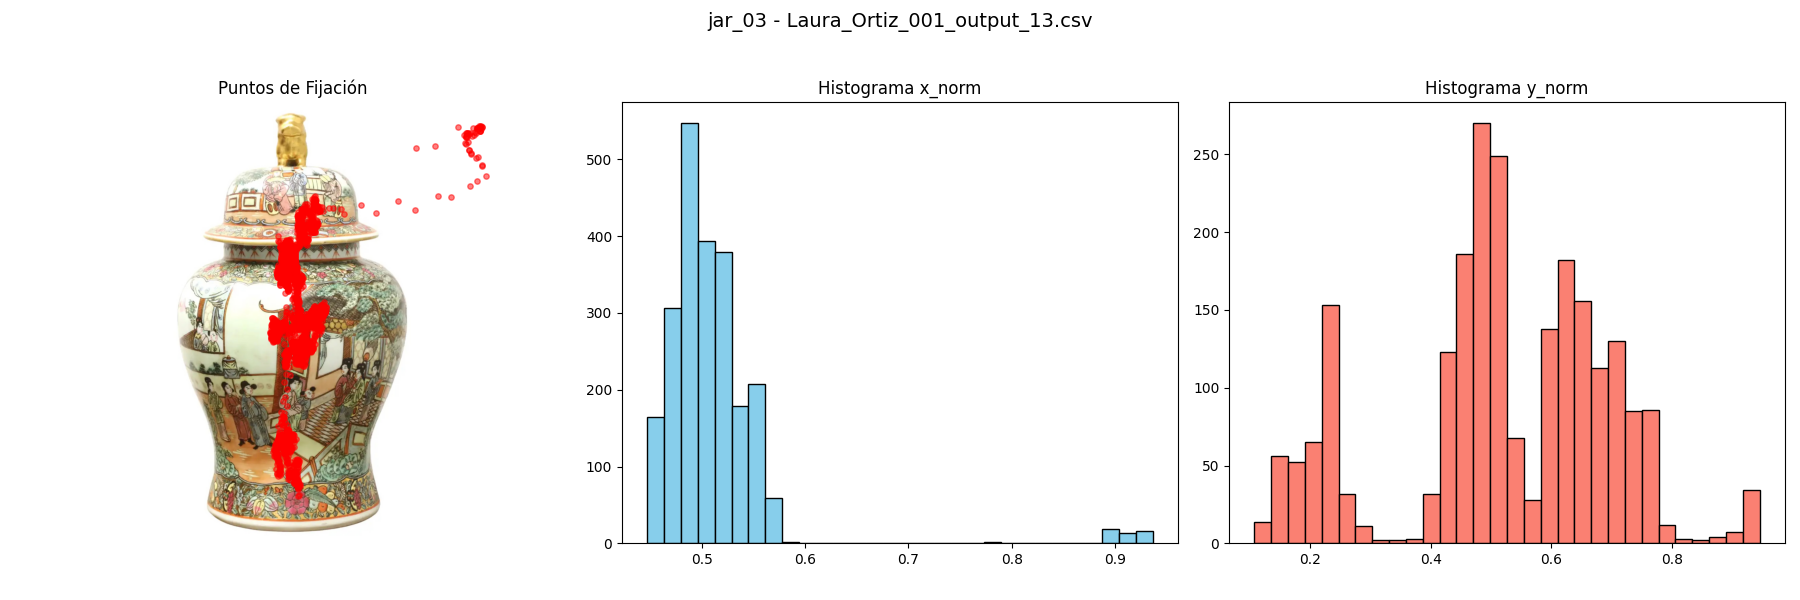 jar_03 - Laura_Ortiz_001_output_13.csv
Puntos de Fijación
Histograma x_norm
500
400
300
200
100
0
0.5 0.6 0.7 0.8 0.9
Histograma y_norm
250
200
150
100
50
0
0.2 0.4 0.6 0.8